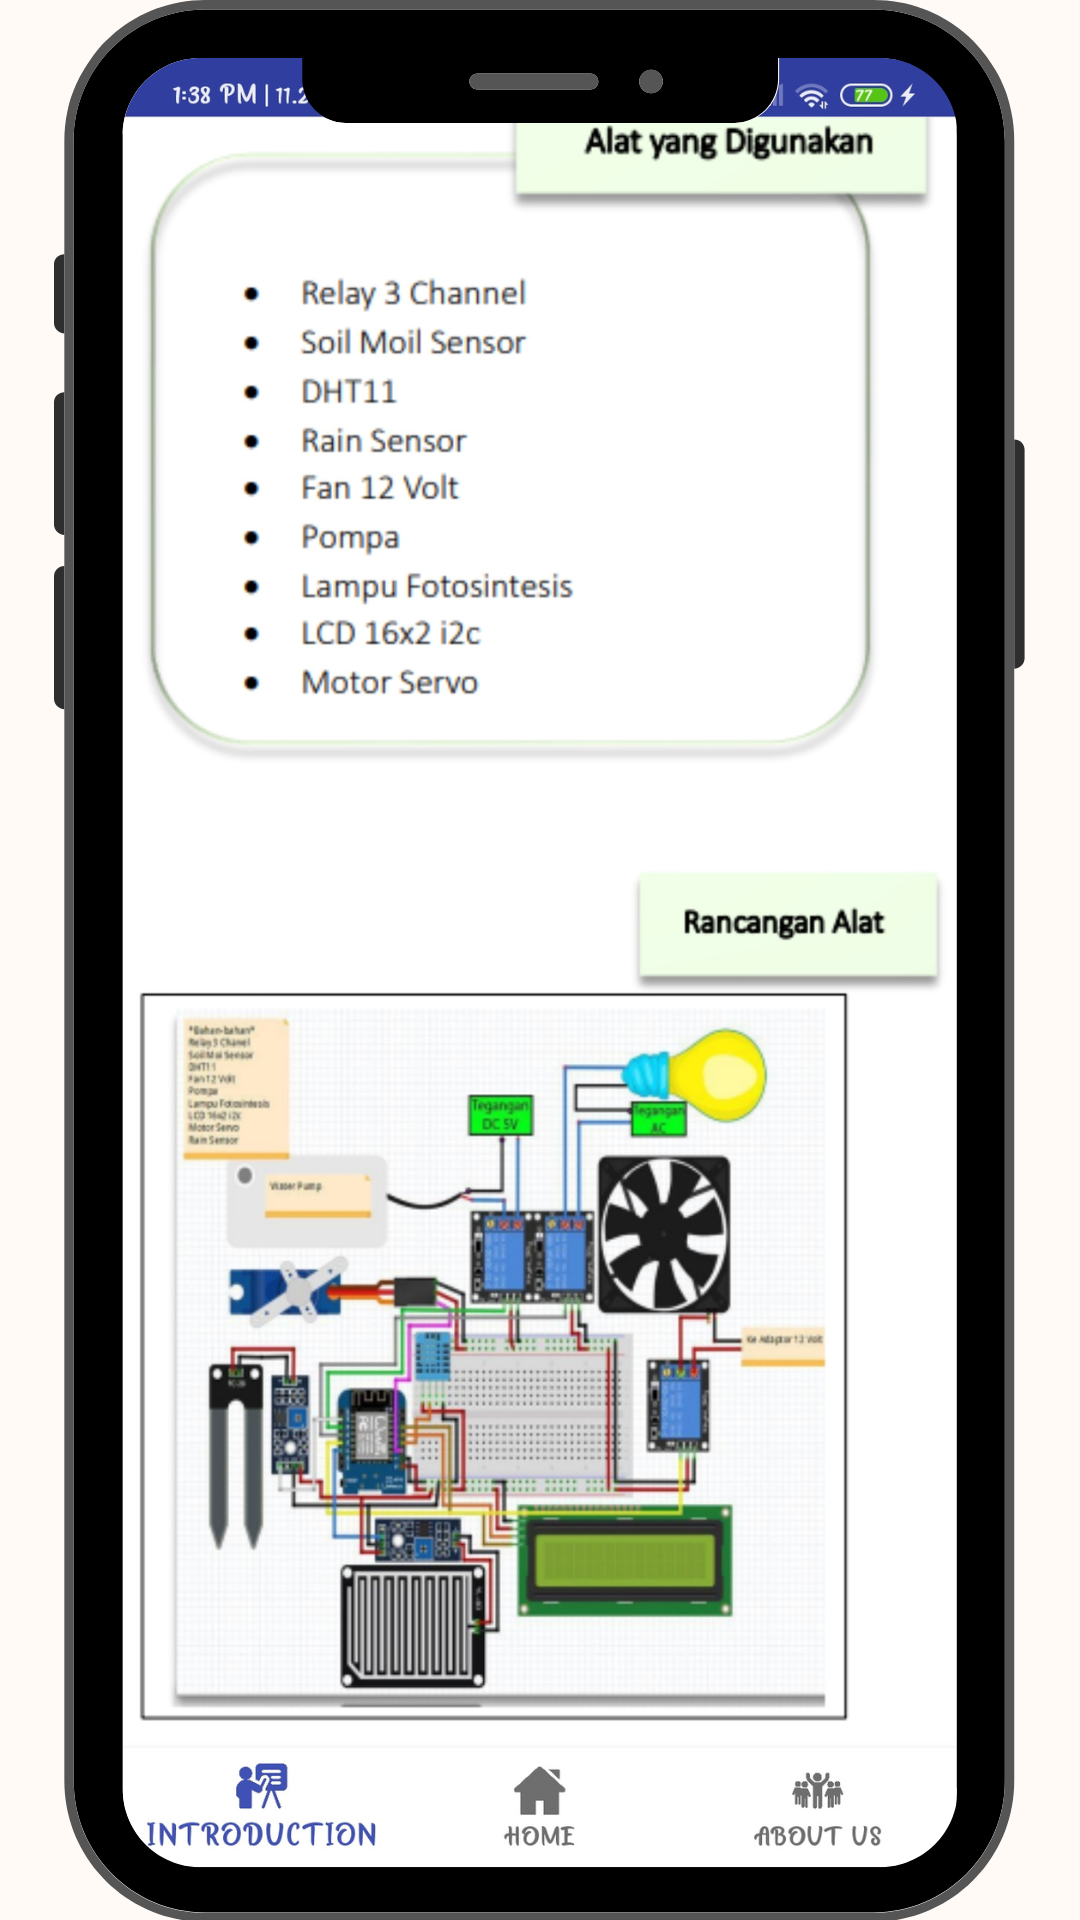 1:38 PM | 11.2
77
Alat yang Digunakan
Relay 3 Channel
Soil Moil Sensor
DHT11
Rain Sensor
Fan 12 Volt
Pompa
Lampu Fotosintesis
LCD 16x2 i2c
Motor Servo
Rancangan Alat
*Bahan-bahan*
Relay 3 Chanel
Soil Moi Sensor
DHT11
Fan 12 Volt
Pompa
Lampu Fotosintesis
LCD 16x2 i2c
Motor Servo
Rain Sensor
Tegangan
DC 5V
Tegangan
AC
Water Pump
Ke Adaptor 12 Volt
INTRODUCTION
HOME
ABOUT US